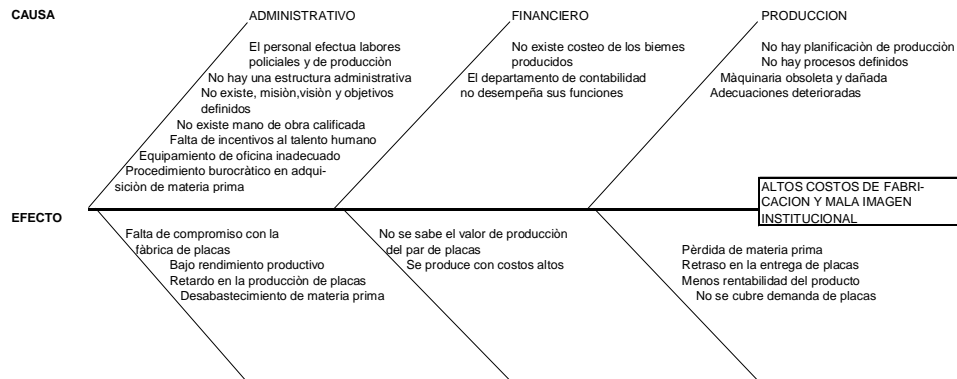 CAUSA
ADMINISTRATIVO
FINANCIERO
PRODUCCION
El personal efectua labores
policiales y de producciòn
No hay una estructura administrativa
No existe, misiòn,visiòn y objetivos
definidos
No existe mano de obra calificada
Falta de incentivos al talento humano
Equipamiento de oficina inadecuado
Procedimiento burocràtico en adqui-
siciòn de materia prima
No existe costeo de los biemes
producidos
El departamento de contabilidad
no desempeña sus funciones
No hay planificaciòn de producciòn
No hay procesos definidos
Màquinaria obsoleta y dañada
Adecuaciones deterioradas
ALTOS COSTOS DE FABRI-
CACION Y MALA IMAGEN
INSTITUCIONAL
EFECTO
Falta de compromiso con la
fàbrica de placas
Bajo rendimiento productivo
Retardo en la producciòn de placas
Desabastecimiento de materia prima
No se sabe el valor de producciòn
del par de placas
Se produce con costos altos
Pèrdida de materia prima
Retraso en la entrega de placas
Menos rentabilidad del producto
No se cubre demanda de placas